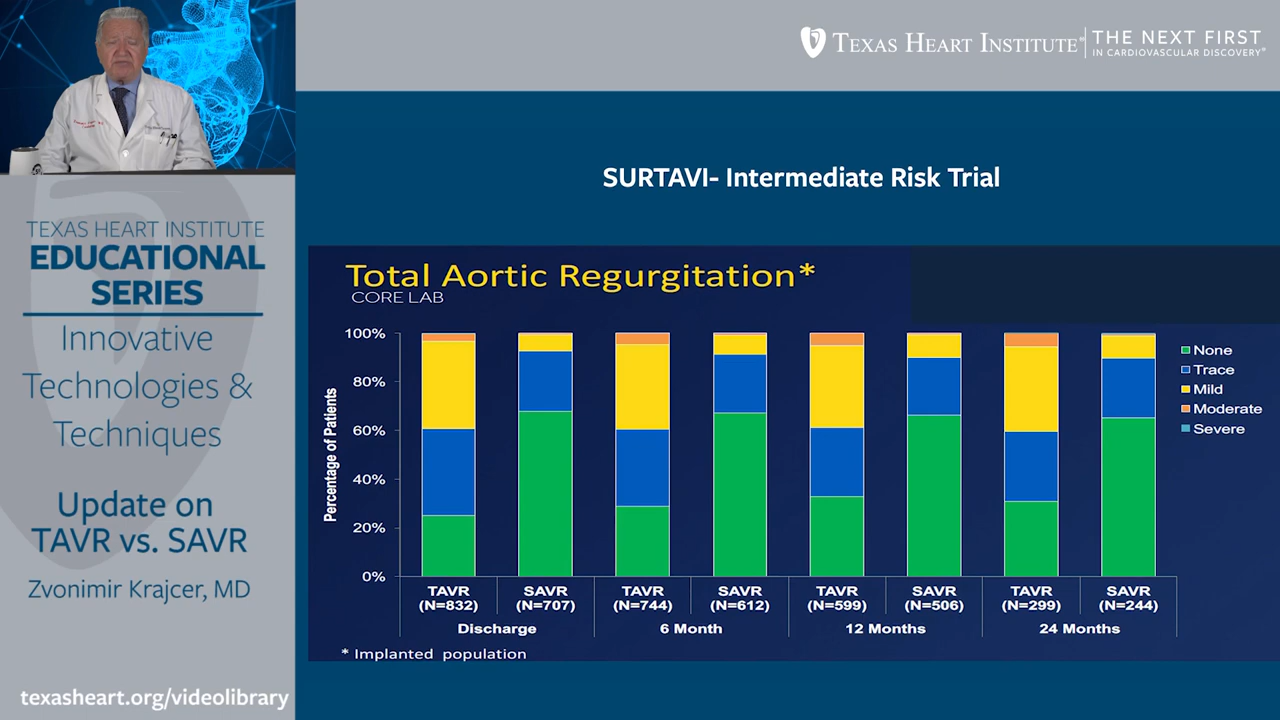 TEXAS HEART INSTITUTE®
THE NEXT FIRST
IN CARDIOVASCULAR DISCOVERY®
TEXAS HEART INSTITUTE
EDUCATIONAL
SERIES
Innovative
Technologies &
Techniques
Update on
TAVR vs. SAVR
Zvonimir Krajcer, MD
texasheart.org/videolibrary
SURTAVI- Intermediate Risk Trial
Total Aortic Regurgitation*
CORE LAB
Percentage of Patients
100%
80%
60%
40%
20%
0%
TAVR SAVR TAVR SAVR TAVR SAVR TAVR SAVR
(N=832) (N=707) (N=744) (N=612) (N=599) (N=506) (N=299) (N=244)
Discharge 6 Month 12 Months 24 Months
None
Trace
Mild
Moderate
Severe
* Implanted population